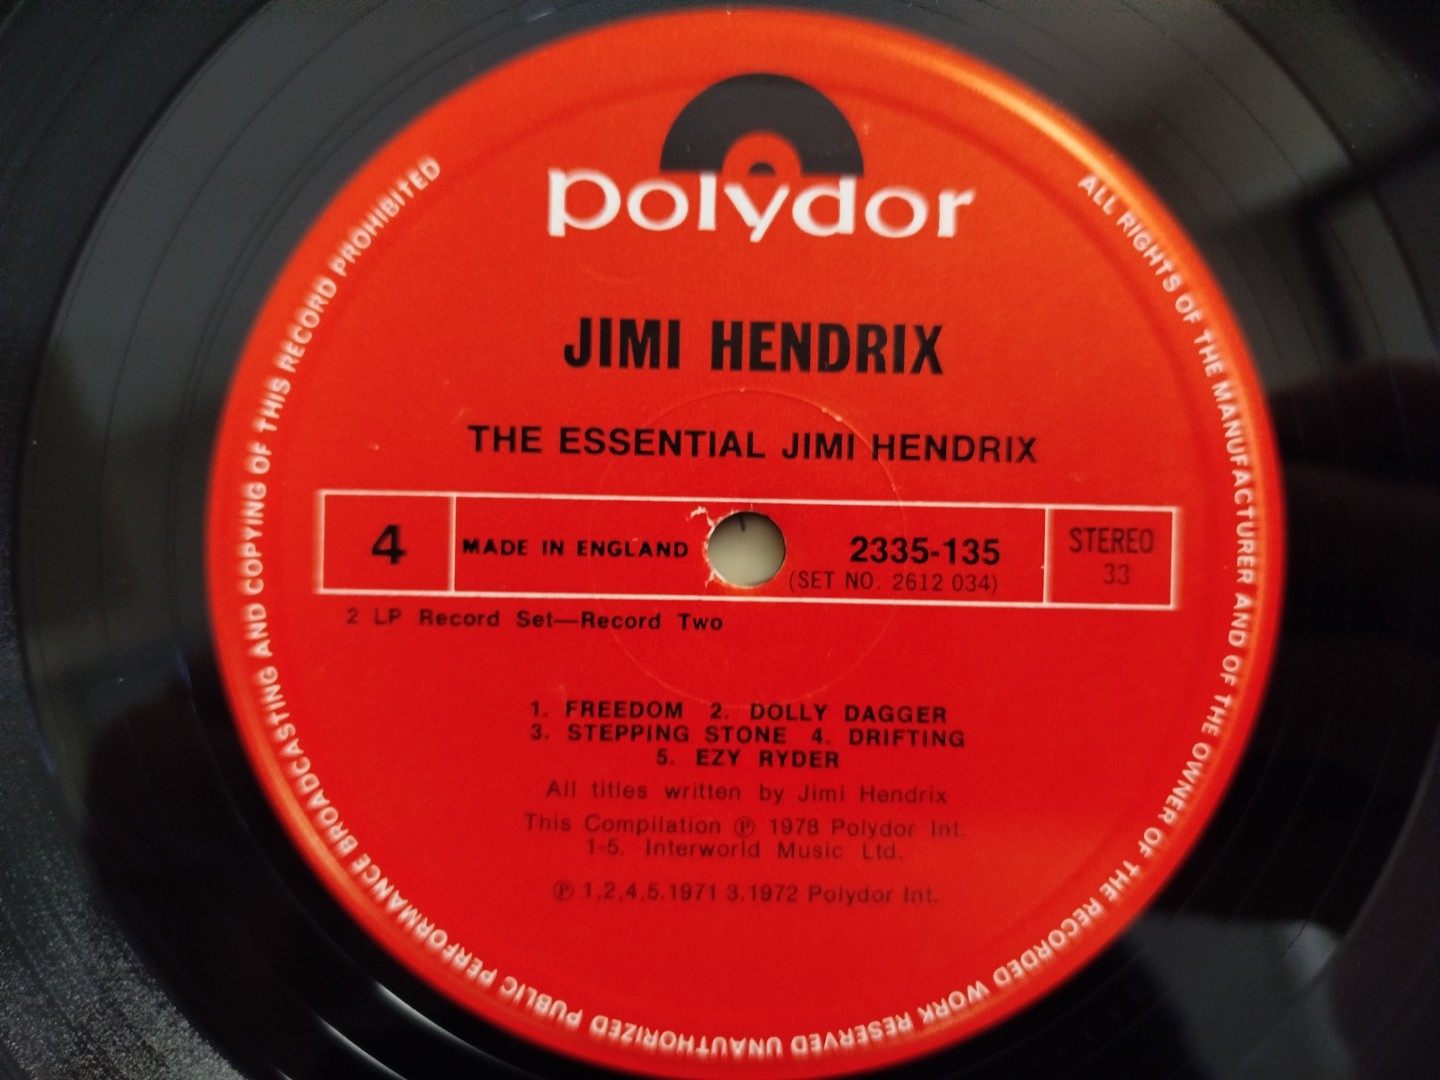 polydor
JIMI HENDRIX
THE ESSENTIAL JIMI HENDRIX
4
MADE IN ENGLAND
2335-135
(SET NO. 2612 034)
STEREO
33
2 LP Record Set—Record Two
1. FREEDOM 2. DOLLY DAGGER
3. STEPPING STONE 4. DRIFTING
5. EZY RYDER
All titles written by Jimi Hendrix
This Compilation ℗ 1978 Polydor Int.
1-5. Interworld Music Ltd.
℗ 1,2,4,5.1971 3.1972 Polydor Int.
ALL RIGHTS OF THE MANUFACTURER AND OF THE OWNER OF THE RECORDED WORK RESERVED UNAUTHORIZED PUBLIC PERFORMANCE BROADCASTING AND COPYING OF THIS RECORD PROHIBITED